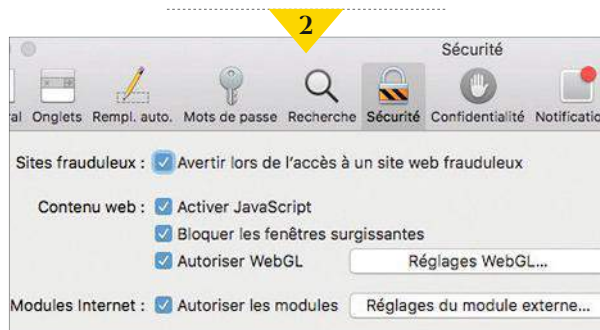 2
Sécurité
al Onglets Rempl. auto. Mots de passe Recherche Sécurité Confidentialité Notificatio
Sites frauduleux : Avertir lors de l'accès à un site web frauduleux
Contenu web : Activer JavaScript
Bloquer les fenêtres surgissantes
Autoriser WebGL Réglages WebGL...
Modules Internet : Autoriser les modules Réglages du module externe...